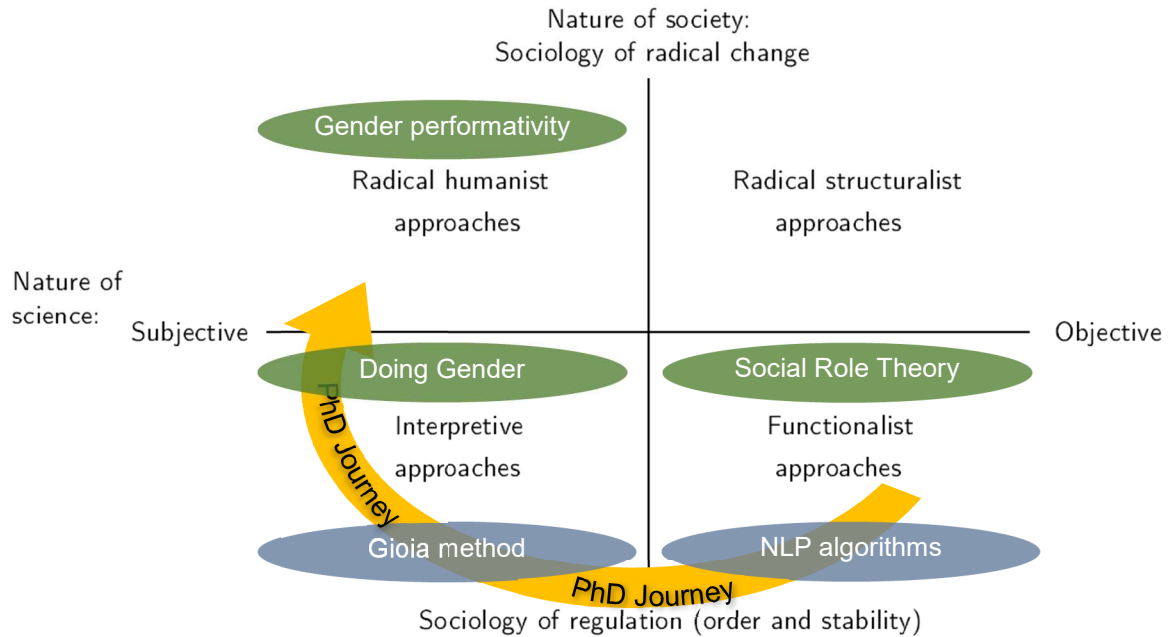 Nature of society:
Sociology of radical change
Gender performativity
Radical humanist
approaches
Radical structuralist
approaches
Nature of
science:
Subjective
Objective
Doing Gender
Social Role Theory
PhD Journey
Interpretive
approaches
Functionalist
approaches
Gioia method
NLP algorithms
PhD Journey
Sociology of regulation (order and stability)